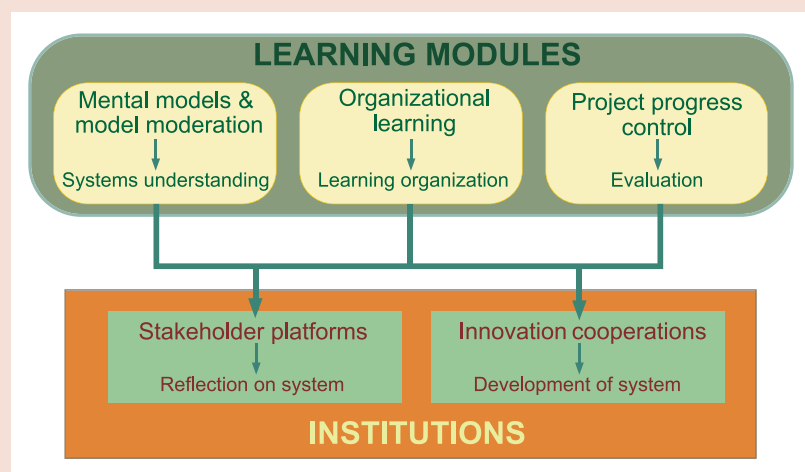 LEARNING MODULES
Mental models &
model moderation
Systems understanding
Organizational
learning
Learning organization
Project progress
control
Evaluation
Stakeholder platforms
Reflection on system
Innovation cooperations
Development of system
INSTITUTIONS